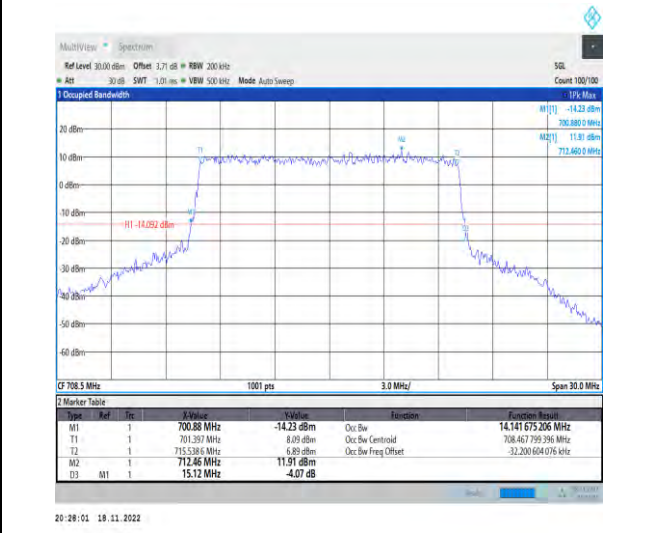 MultiView Spectrum
Ref Level 30.00 dBm Offset 3.71 dB RBW 200 kHz SGL
Att 30 dB SWT 1.01 ms VBW 500 kHz Mode Auto Sweep Count 100/100
1 Occupied Bandwidth 1Pk Max
M1[1] -14.23 dBm
700.880 0 MHz
M2[1] 11.91 dBm
712.460 0 MHz
20 dBm
T1 M2 T2
10 dBm
0 dBm
-10 dBm M1
H1 -14.092 dBm
-20 dBm D3
-30 dBm
-40 dBm
-50 dBm
-60 dBm
CF 708.5 MHz 1001 pts 3.0 MHz/ Span 30.0 MHz
2 Marker Table
Type Ref Trc X-Value Y-Value Function Function Result
M1 1 700.88 MHz -14.23 dBm Occ Bw 14.141 675 206 MHz
T1 1 701.397 MHz 8.09 dBm Occ Bw Centroid 708.467 799 396 MHz
T2 1 715.538 6 MHz 6.89 dBm Occ Bw Freq Offset -32.200 604 076 kHz
M2 1 712.46 MHz 11.91 dBm
D3 M1 1 15.12 MHz -4.07 dB
20:28:01 18.11.2022